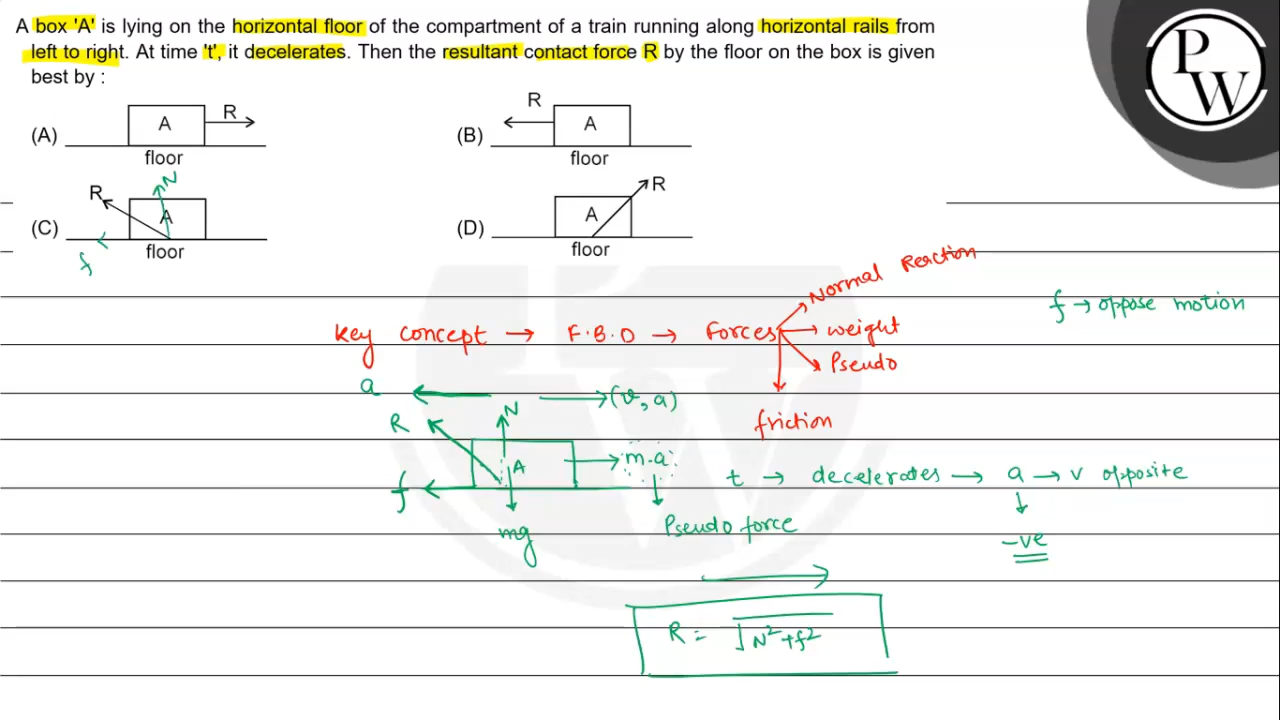 A box 'A' is lying on the horizontal floor of the compartment of a train running along horizontal rails from
left to right. At time 't', it decelerates. Then the resultant contact force R by the floor on the box is given
best by :
(A) A R floor
(B) R A floor
(C) R N A f floor
(D) A R floor
PW
Normal Reaction
f → oppose motion
Key concept → F.B.D → Forces → weight
Pseudo
friction
a (v, a)
R N
A m.a
f mg Pseudo force
t → decelerates → a → v opposite
-ve
R = √N²+f²